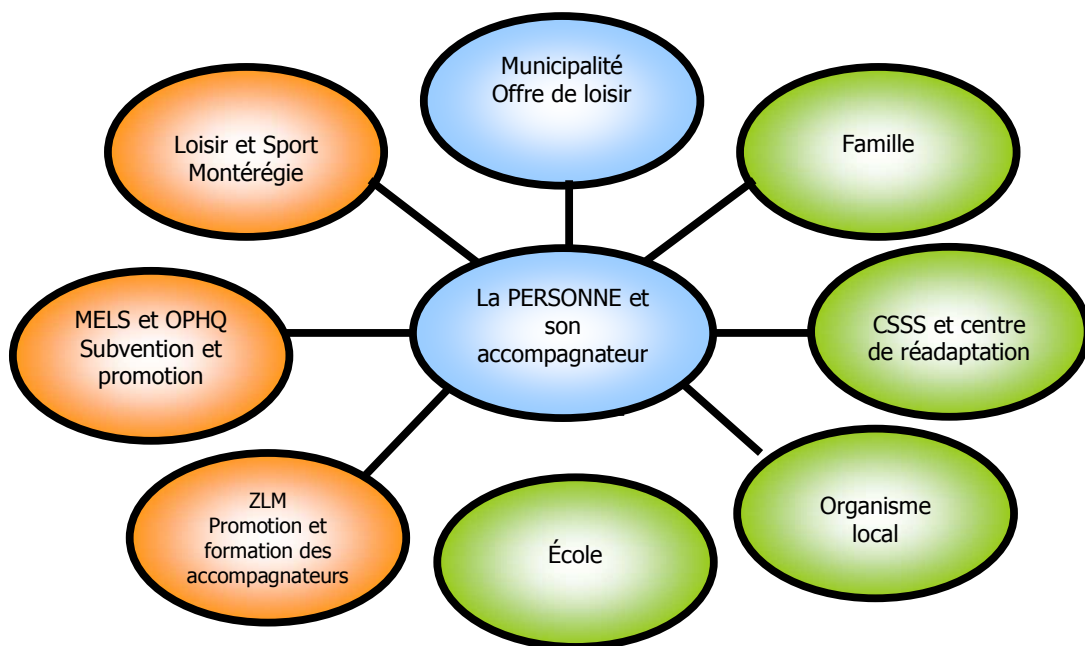 Municipalité
Offre de loisir
Loisir et Sport
Montérégie
Famille
La PERSONNE et
son
accompagnateur
MELS et OPHQ
Subvention et
promotion
CSSS et centre
de réadaptation
ZLM
Promotion et
formation des
accompagnateurs
École
Organisme
local